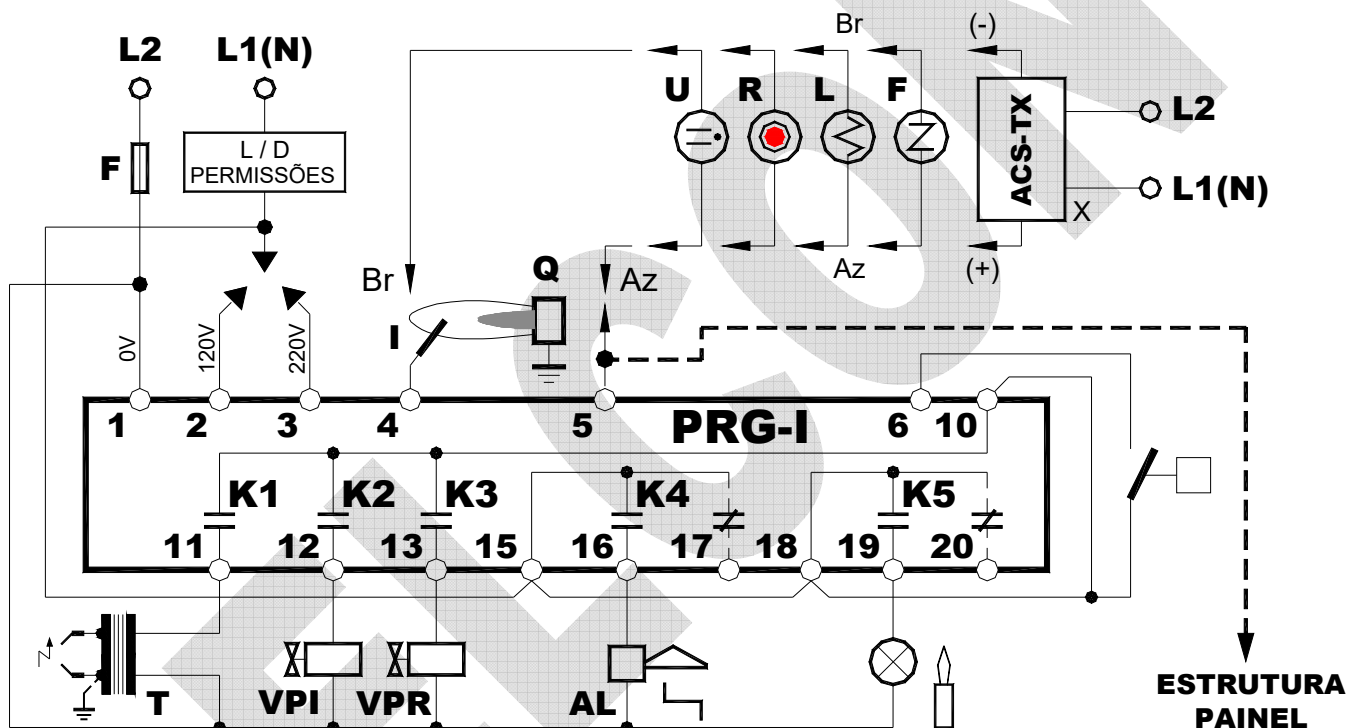 L2 L1(N)
Br (-)
U R L F
L2
F
L / D
PERMISSÕES
ACS-TX
L1(N)
X
Br
Q
Az
Az
(+)
I
0V
120V
220V
1 2 3 4 5 PRG-I 6 10
K1 K2 K3 K4 K5
11 12 13 15 16 17 18 19 20
T VPI VPR AL
ESTRUTURA
PAINEL
ELCON